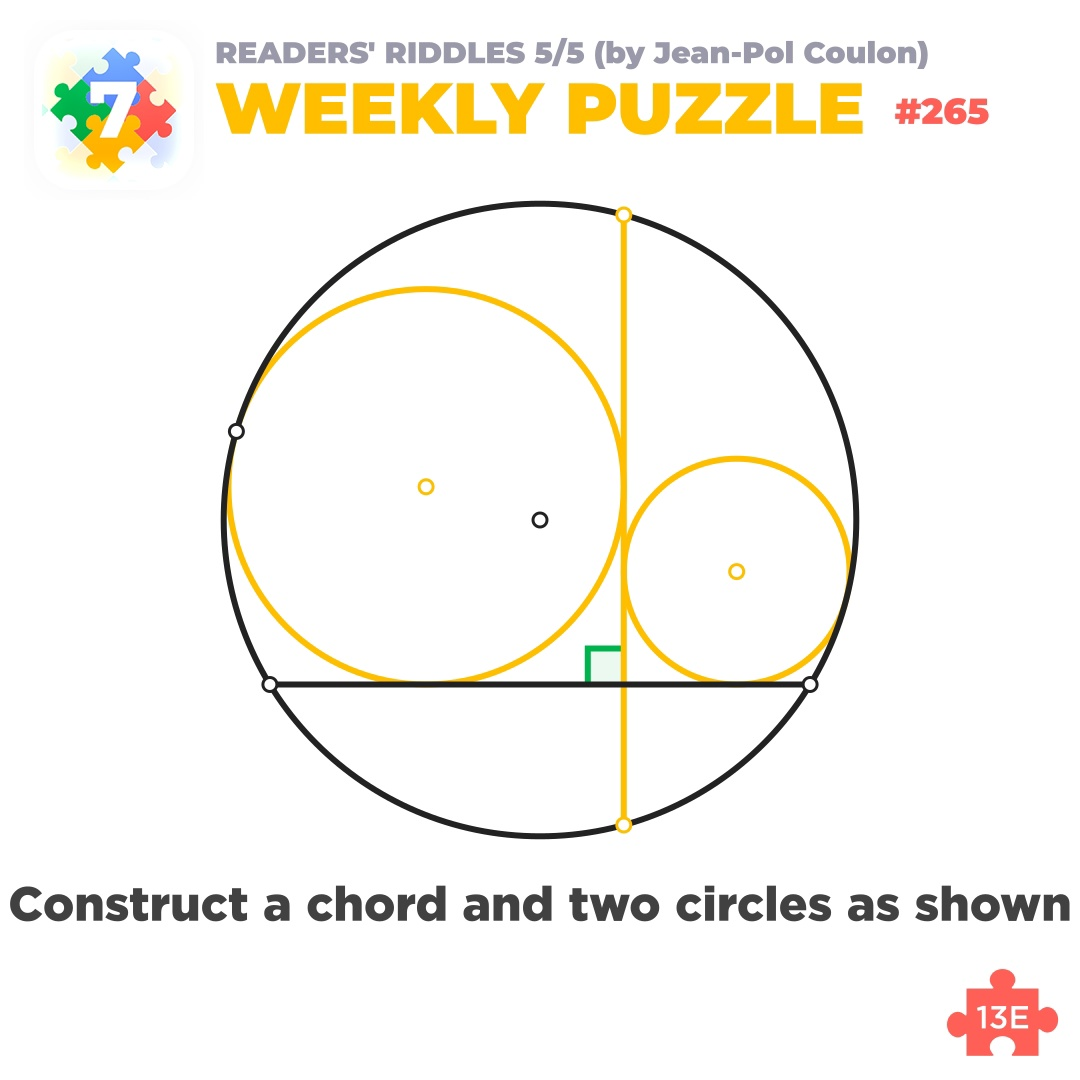 7
READERS' RIDDLES 5/5 (by Jean-Pol Coulon)
WEEKLY PUZZLE #265
Construct a chord and two circles as shown
13E